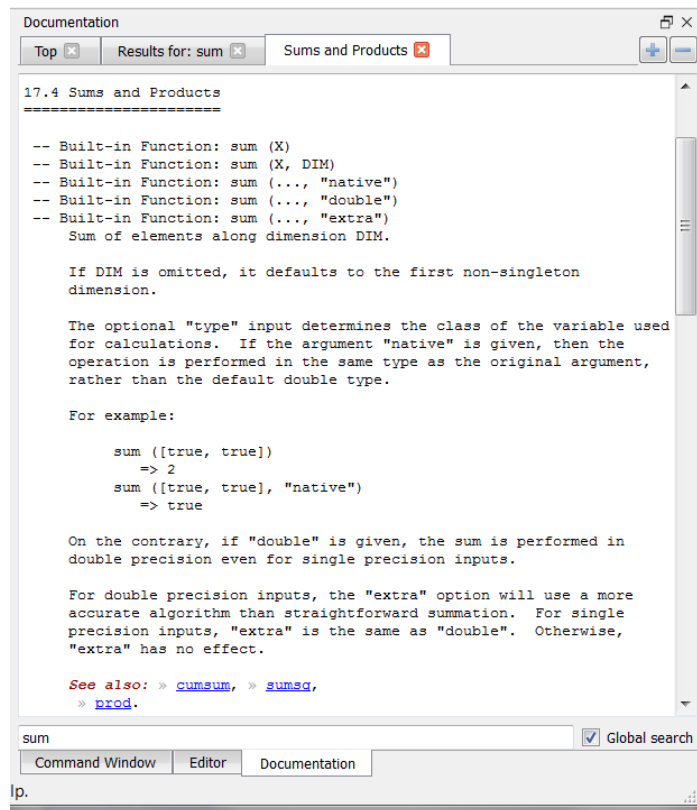 Documentation
Top Results for: sum Sums and Products
17.4 Sums and Products
======================
-- Built-in Function: sum (X)
-- Built-in Function: sum (X, DIM)
-- Built-in Function: sum (..., "native")
-- Built-in Function: sum (..., "double")
-- Built-in Function: sum (..., "extra")
Sum of elements along dimension DIM.
If DIM is omitted, it defaults to the first non-singleton
dimension.
The optional "type" input determines the class of the variable used
for calculations.  If the argument "native" is given, then the
operation is performed in the same type as the original argument,
rather than the default double type.
For example:
sum ([true, true])
=> 2
sum ([true, true], "native")
=> true
On the contrary, if "double" is given, the sum is performed in
double precision even for single precision inputs.
For double precision inputs, the "extra" option will use a more
accurate algorithm than straightforward summation.  For single
precision inputs, "extra" is the same as "double".  Otherwise,
"extra" has no effect.
See also: » cumsum, » sumsq,
» prod.
sum Global search
Command Window Editor Documentation
lp.